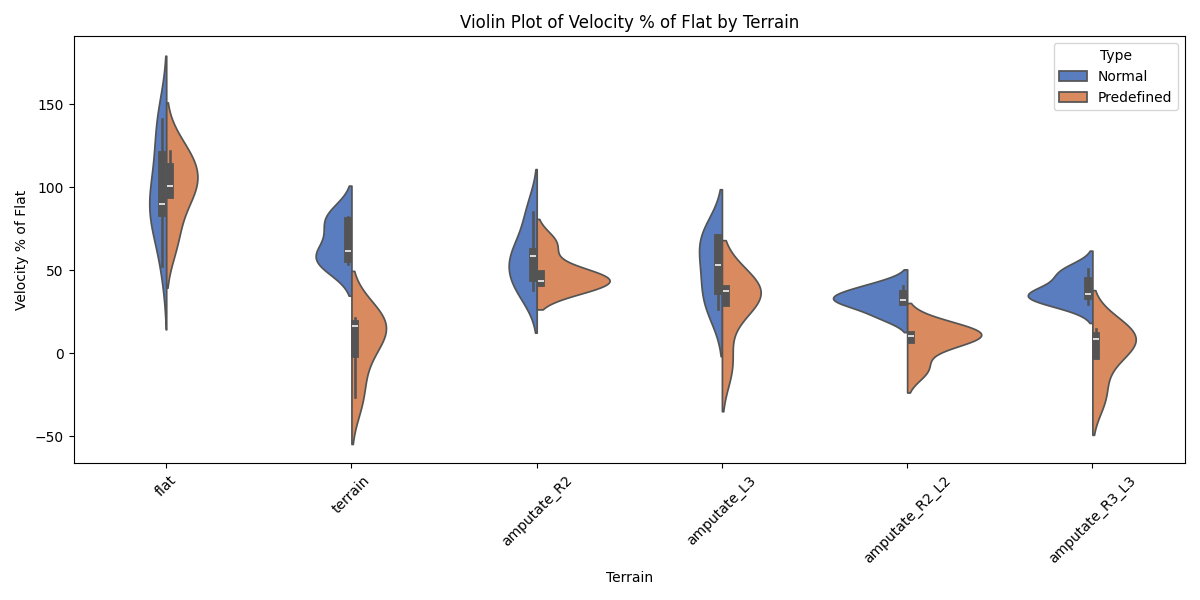 Violin Plot of Velocity % of Flat by Terrain
Type
Normal
Predefined
Velocity % of Flat
150
100
50
0
−50
flat
terrain
amputate_R2
amputate_L3
amputate_R2_L2
amputate_R3_L3
Terrain